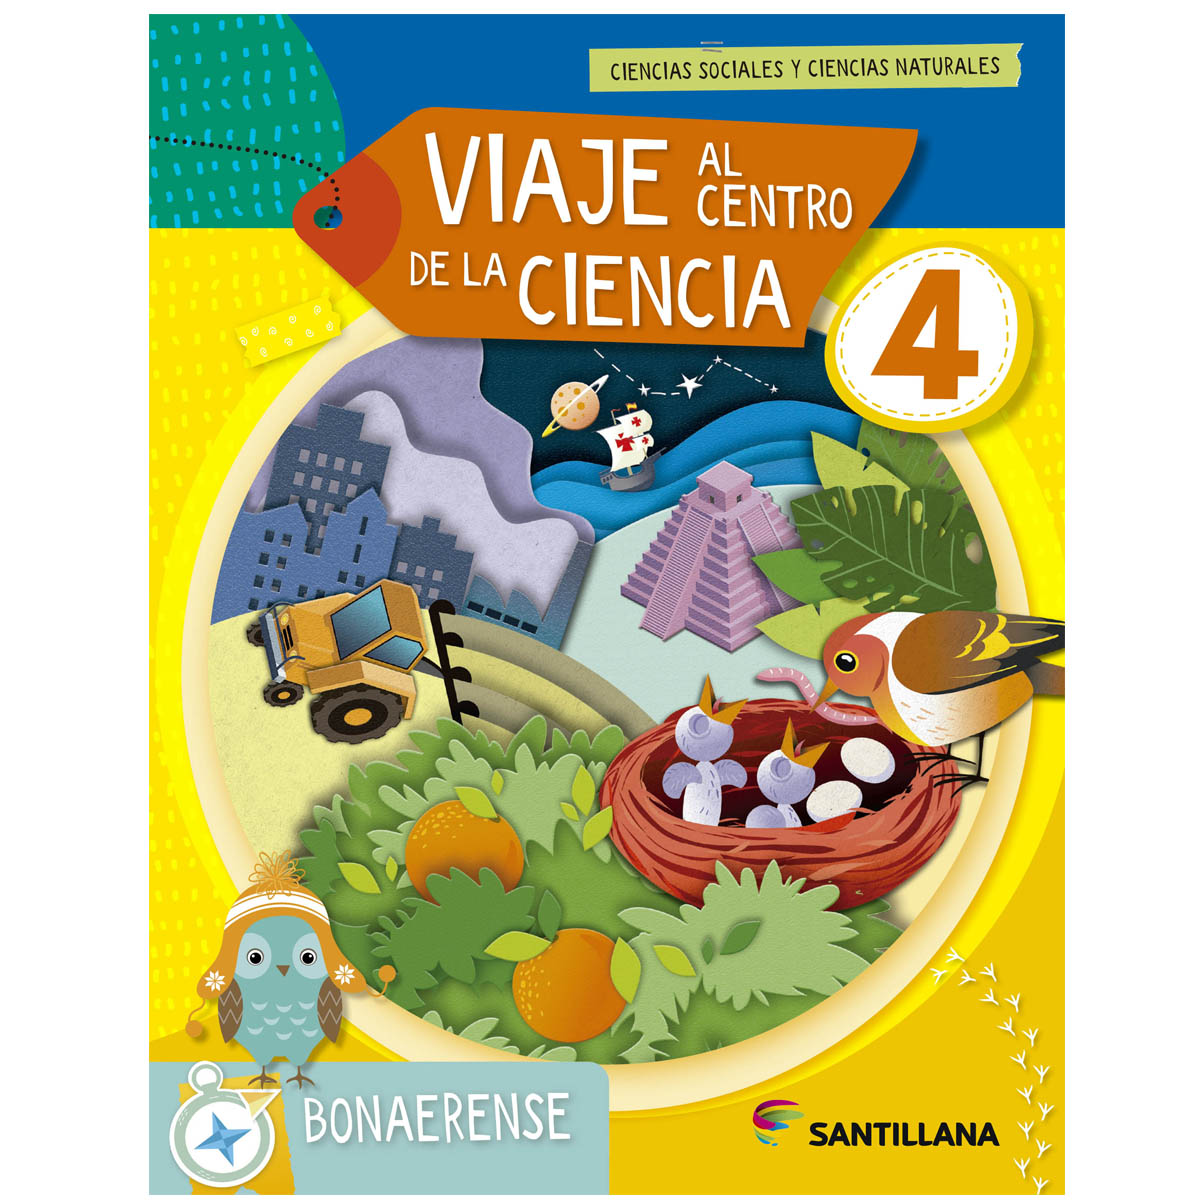 CIENCIAS SOCIALES Y CIENCIAS NATURALES
VIAJE AL CENTRO
DE LA CIENCIA
4
BONAERENSE
SANTILLANA